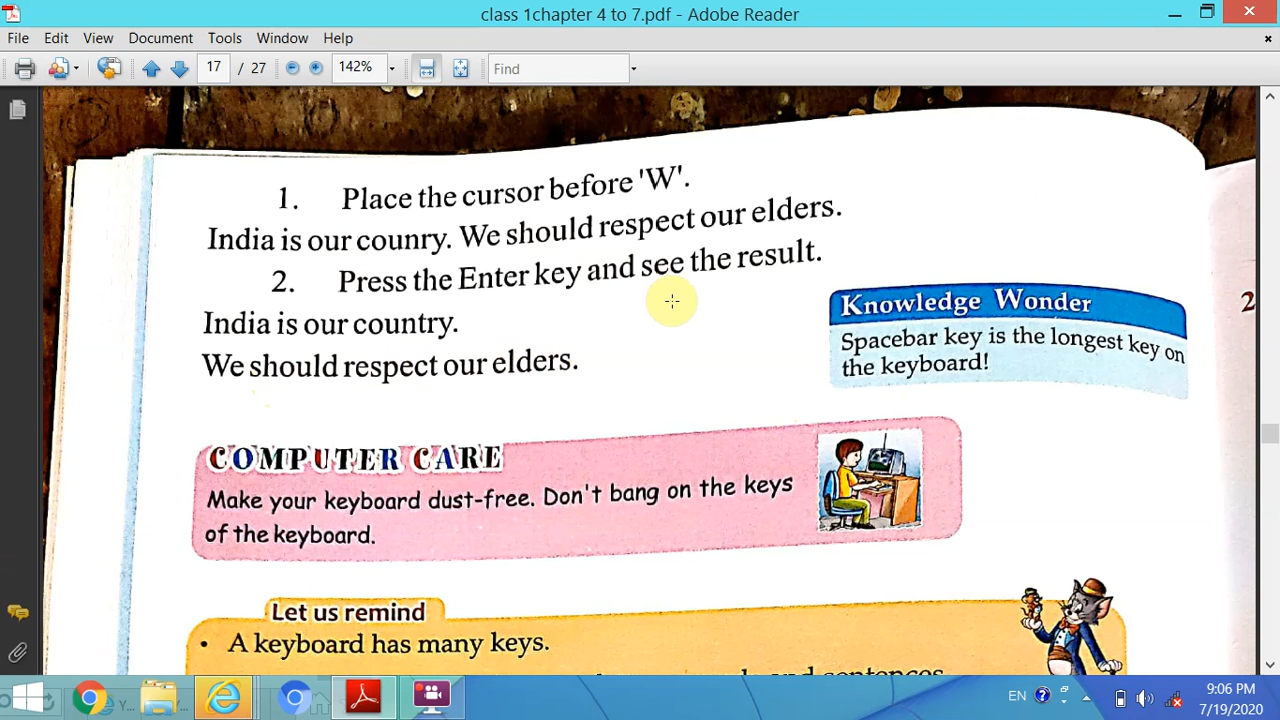 class 1chapter 4 to 7.pdf - Adobe Reader
File Edit View Document Tools Window Help
17 / 27 142% Find
1. Place the cursor before 'W'.
India is our counry. We should respect our elders.
2. Press the Enter key and see the result.
India is our country.
We should respect our elders.
Knowledge Wonder
Spacebar key is the longest key on
the keyboard!
2
COMPUTER CARE
Make your keyboard dust-free. Don't bang on the keys
of the keyboard.
Let us remind
• A keyboard has many keys.
and sentences
EN 9:06 PM
7/19/2020